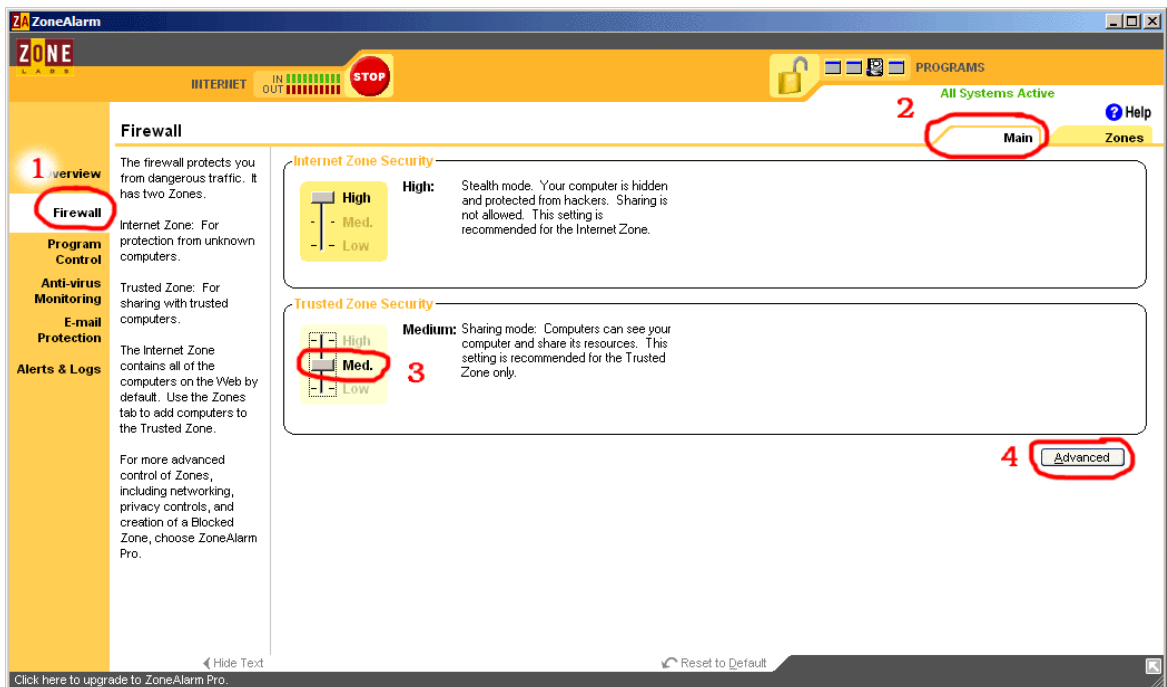 ZA ZoneAlarm
ZONE
LABS
INTERNET
IN
OUT
STOP
PROGRAMS
All Systems Active
2
? Help
Firewall
Main
Zones
1
verview
Firewall
Program
Control
Anti-virus
Monitoring
E-mail
Protection
Alerts & Logs
The firewall protects you
from dangerous traffic. It
has two Zones.
Internet Zone: For
protection from unknown
computers.
Trusted Zone: For
sharing with trusted
computers.
The Internet Zone
contains all of the
computers on the Web by
default. Use the Zones
tab to add computers to
the Trusted Zone.
For more advanced
control of Zones,
including networking,
privacy controls, and
creation of a Blocked
Zone, choose ZoneAlarm
Pro.
Internet Zone Security
High
Med.
Low
High: Stealth mode. Your computer is hidden
and protected from hackers. Sharing is
not allowed. This setting is
recommended for the Internet Zone.
Trusted Zone Security
High
Med.
Low
3
Medium: Sharing mode: Computers can see your
computer and share its resources. This
setting is recommended for the Trusted
Zone only.
4
Advanced
Hide Text
Reset to Default
Click here to upgrade to ZoneAlarm Pro.